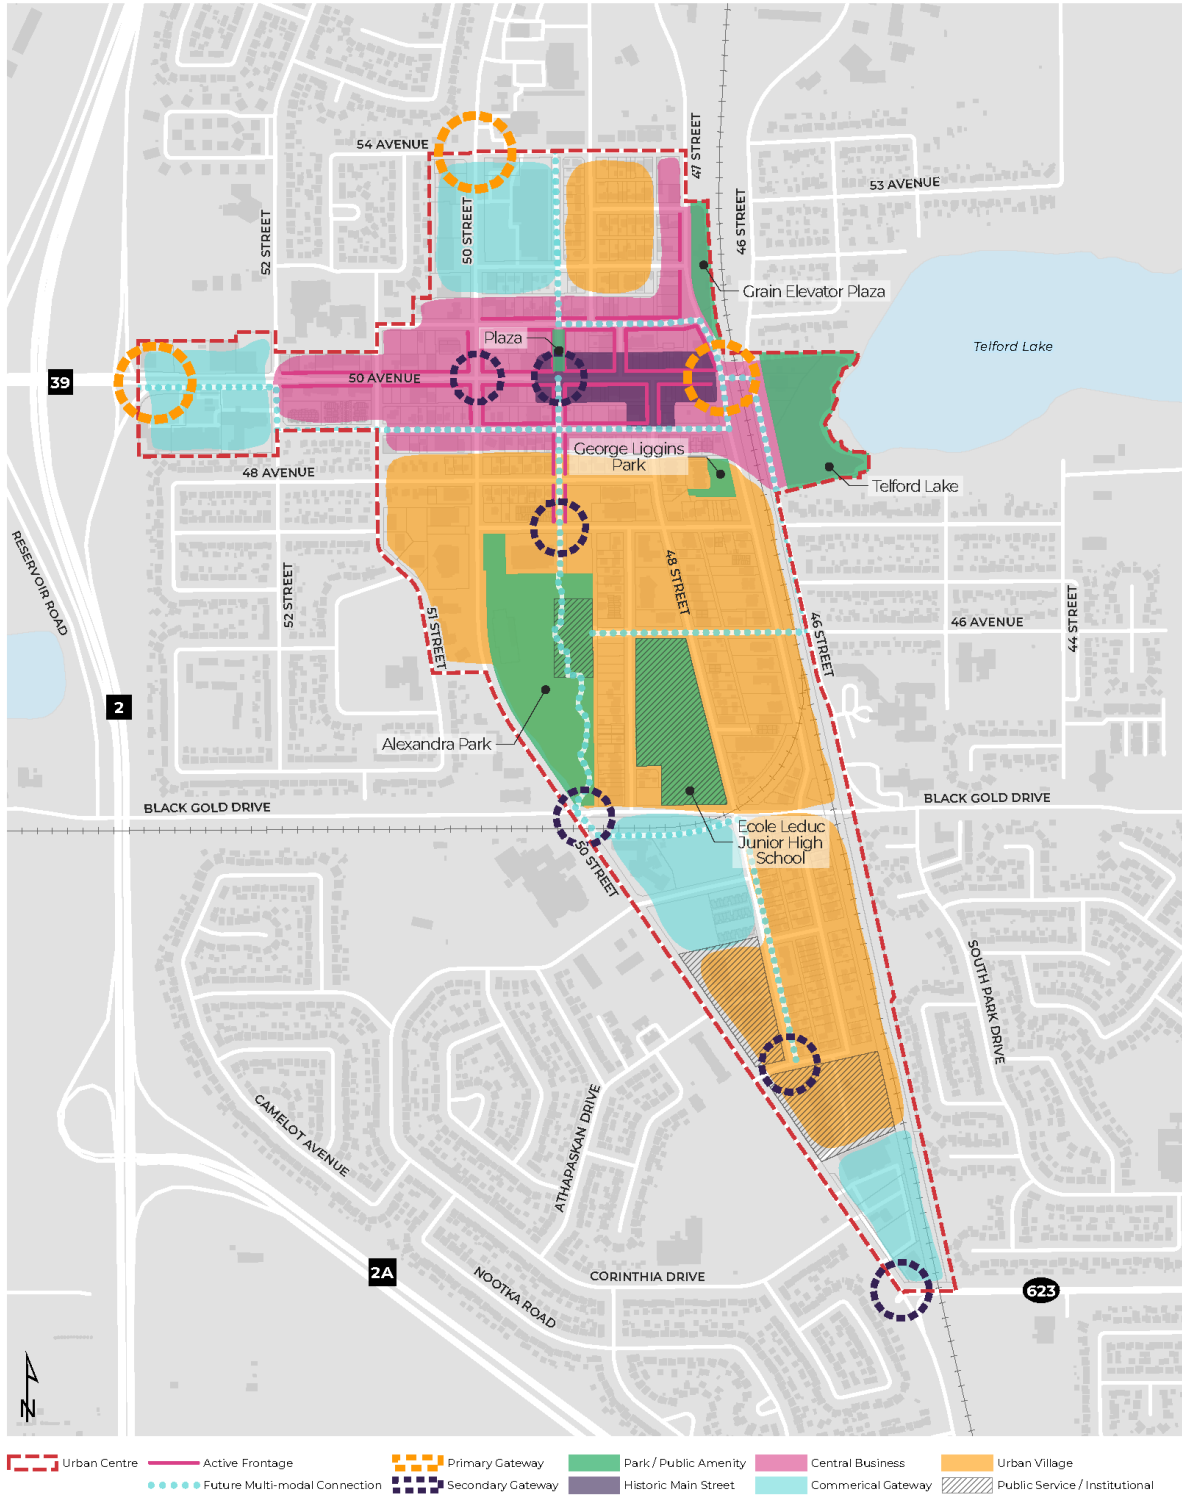 54 AVENUE
47 STREET
53 AVENUE
50 STREET
46 STREET
52 STREET
Grain Elevator Plaza
Plaza
Telford Lake
39
50 AVENUE
George Liggins
Park
48 AVENUE
Telford Lake
RESERVOIR ROAD
52 STREET
48 STREET
51 STREET
46 STREET
46 AVENUE
44 STREET
2
Alexandra Park
BLACK GOLD DRIVE
BLACK GOLD DRIVE
Ecole Leduc
Junior High
School
50 STREET
SOUTH PARK DRIVE
CAMELOT AVENUE
ATHAPASKAN DRIVE
2A
NOOTKA ROAD
CORINTHIA DRIVE
623
N
Urban Centre
Active Frontage
Primary Gateway
Park / Public Amenity
Central Business
Urban Village
Future Multi-modal Connection
Secondary Gateway
Historic Main Street
Commerical Gateway
Public Service / Institutional